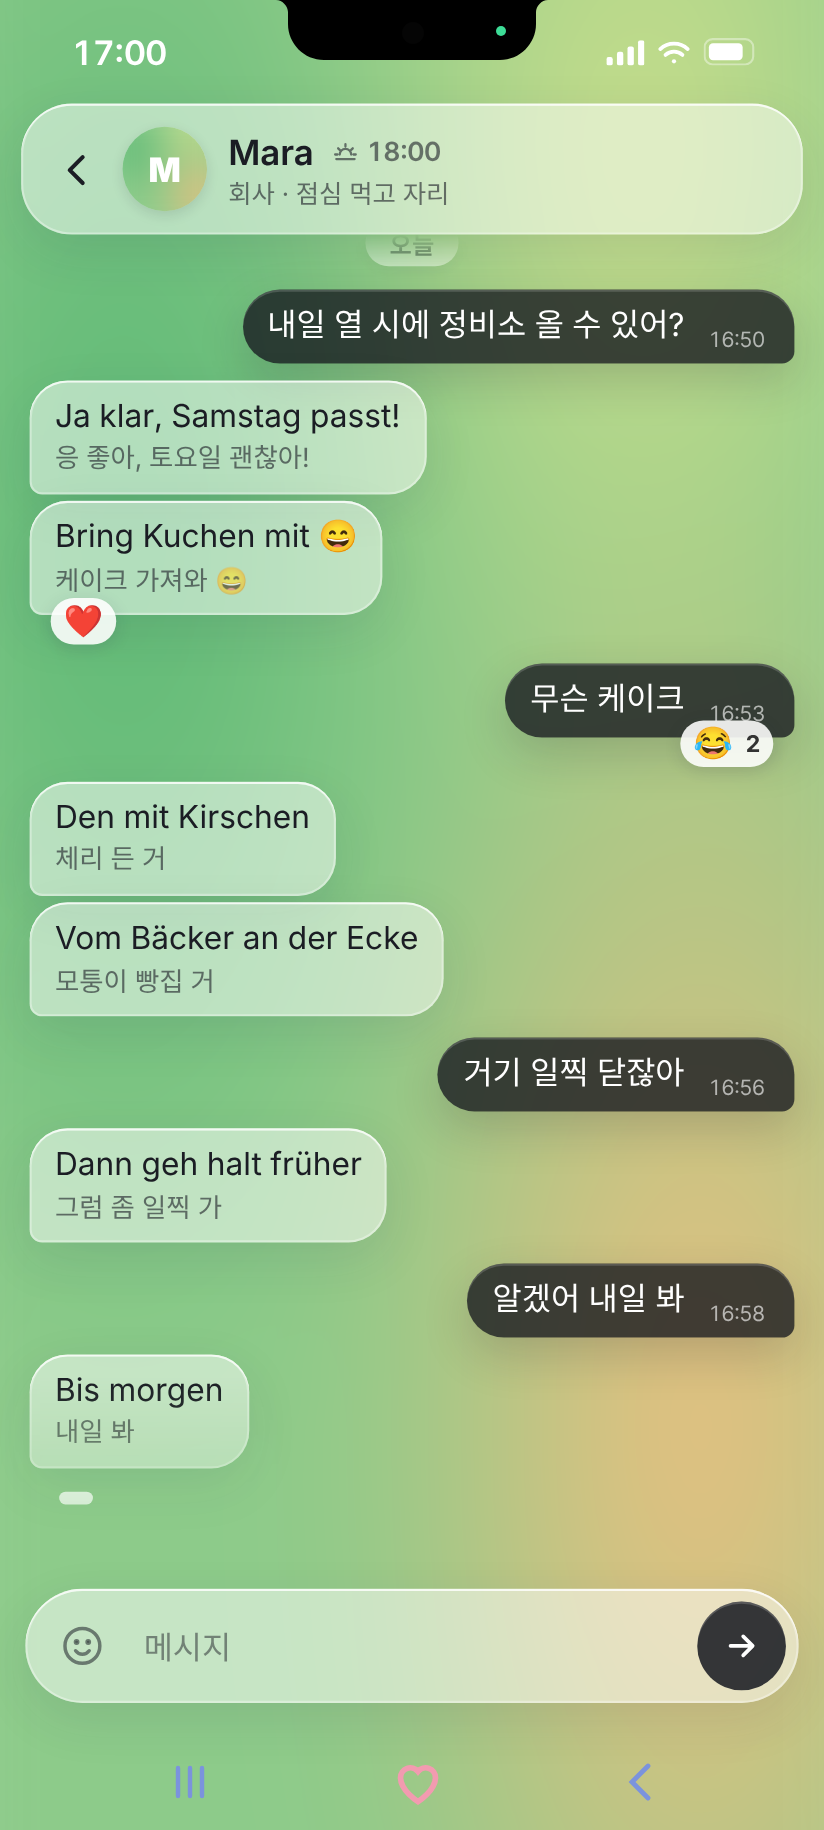 17:00
Mara 18:00
M
회사 · 점심 먹고 자리
오늘
내일 열 시에 정비소 올 수 있어? 16:50
Ja klar, Samstag passt!
응 좋아, 토요일 괜찮아!
Bring Kuchen mit 😄
케이크 가져와 😄
❤️
무슨 케이크 16:53
😂 2
Den mit Kirschen
체리 든 거
Vom Bäcker an der Ecke
모퉁이 빵집 거
거기 일찍 닫잖아 16:56
Dann geh halt früher
그럼 좀 일찍 가
알겠어 내일 봐 16:58
Bis morgen
내일 봐
메시지